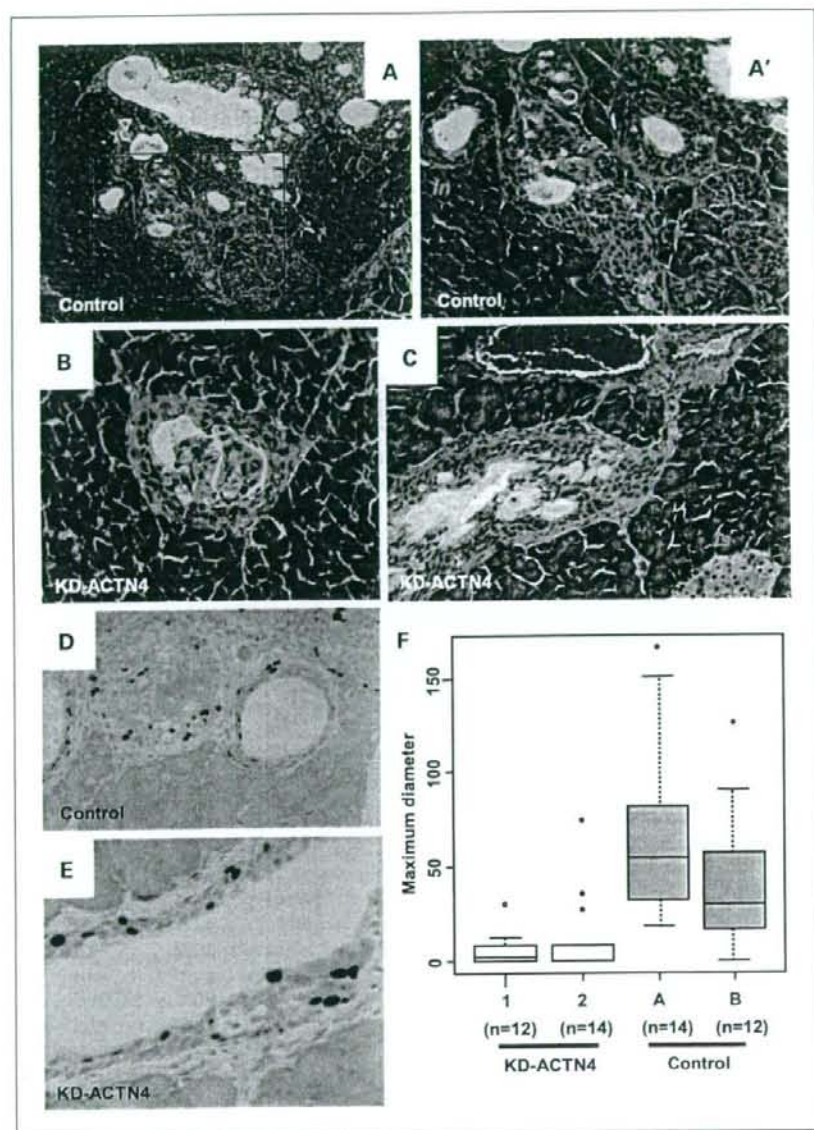 A
A′
Control
Control
B
C
KD-ACTN4
KD-ACTN4
D
Control
E
KD-ACTN4
F
Maximum diameter
150
100
50
0
1 2 A B
(n=12) (n=14) (n=14) (n=12)
KD-ACTN4 Control